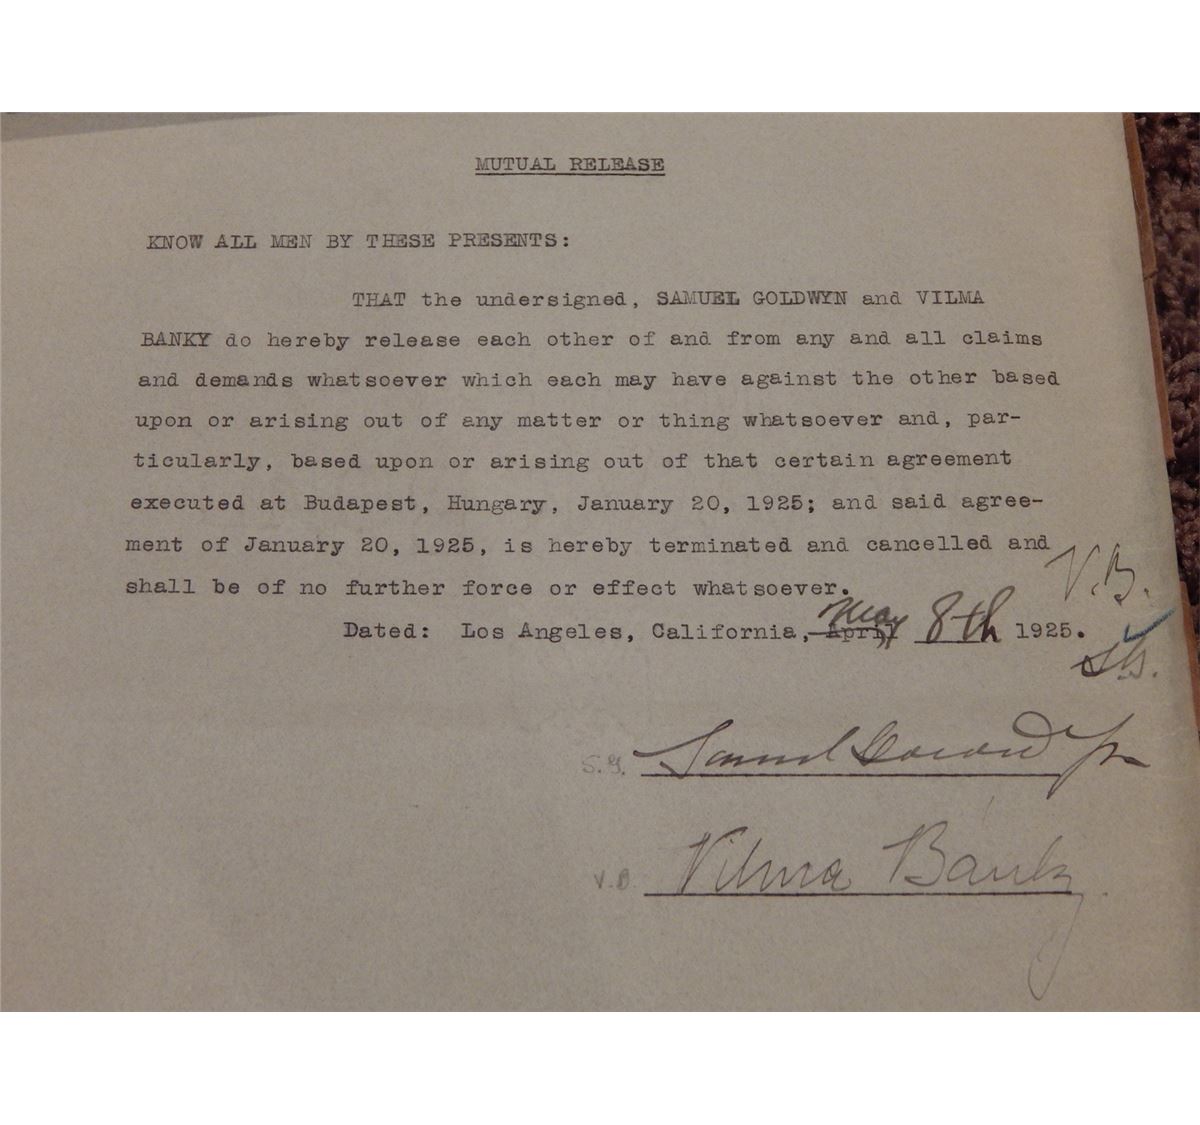 MUTUAL RELEASE
KNOW ALL MEN BY THESE PRESENTS:
THAT the undersigned, SAMUEL GOLDWYN and VILMA
BANKY do hereby release each other of and from any and all claims
and demands whatsoever which each may have against the other based
upon or arising out of any matter or thing whatsoever and, par-
ticularly, based upon or arising out of that certain agreement
executed at Budapest, Hungary, January 20, 1925; and said agree-
ment of January 20, 1925, is hereby terminated and cancelled and
shall be of no further force or effect whatsoever.
V.B.
Dated: Los Angeles, California, April May 8th 1925.
S.G.
S.G. Samuel
V.B. Vilma Banky